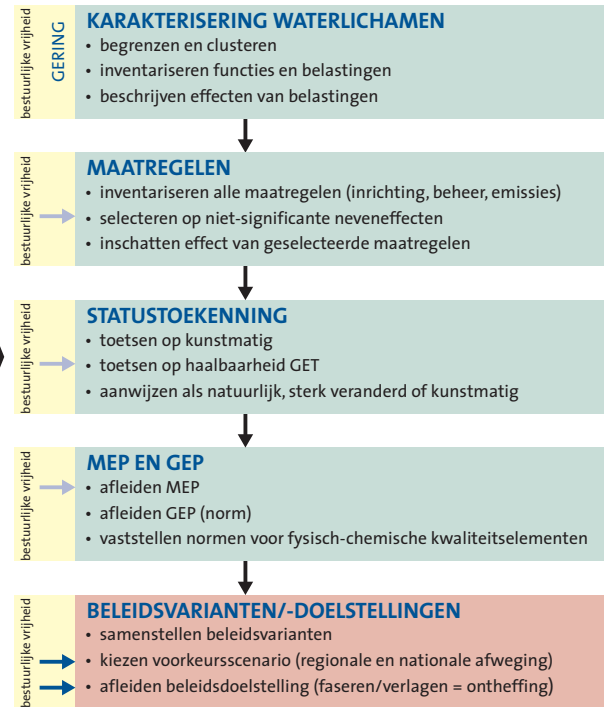 bestuurlijke vrijheid
GERING
KARAKTERISERING WATERLICHAMEN
• begrenzen en clusteren
• inventariseren functies en belastingen
• beschrijven effecten van belastingen
bestuurlijke vrijheid
MAATREGELEN
• inventariseren alle maatregelen (inrichting, beheer, emissies)
• selecteren op niet-significante neveneffecten
• inschatten effect van geselecteerde maatregelen
bestuurlijke vrijheid
STATUSTOEKENNING
• toetsen op kunstmatig
• toetsen op haalbaarheid GET
• aanwijzen als natuurlijk, sterk veranderd of kunstmatig
bestuurlijke vrijheid
MEP EN GEP
• afleiden MEP
• afleiden GEP (norm)
• vaststellen normen voor fysisch-chemische kwaliteitselementen
bestuurlijke vrijheid
BELEIDSVARIANTEN/-DOELSTELLINGEN
• samenstellen beleidsvarianten
• kiezen voorkeursscenario (regionale en nationale afweging)
• afleiden beleidsdoelstelling (faseren/verlagen = ontheffing)